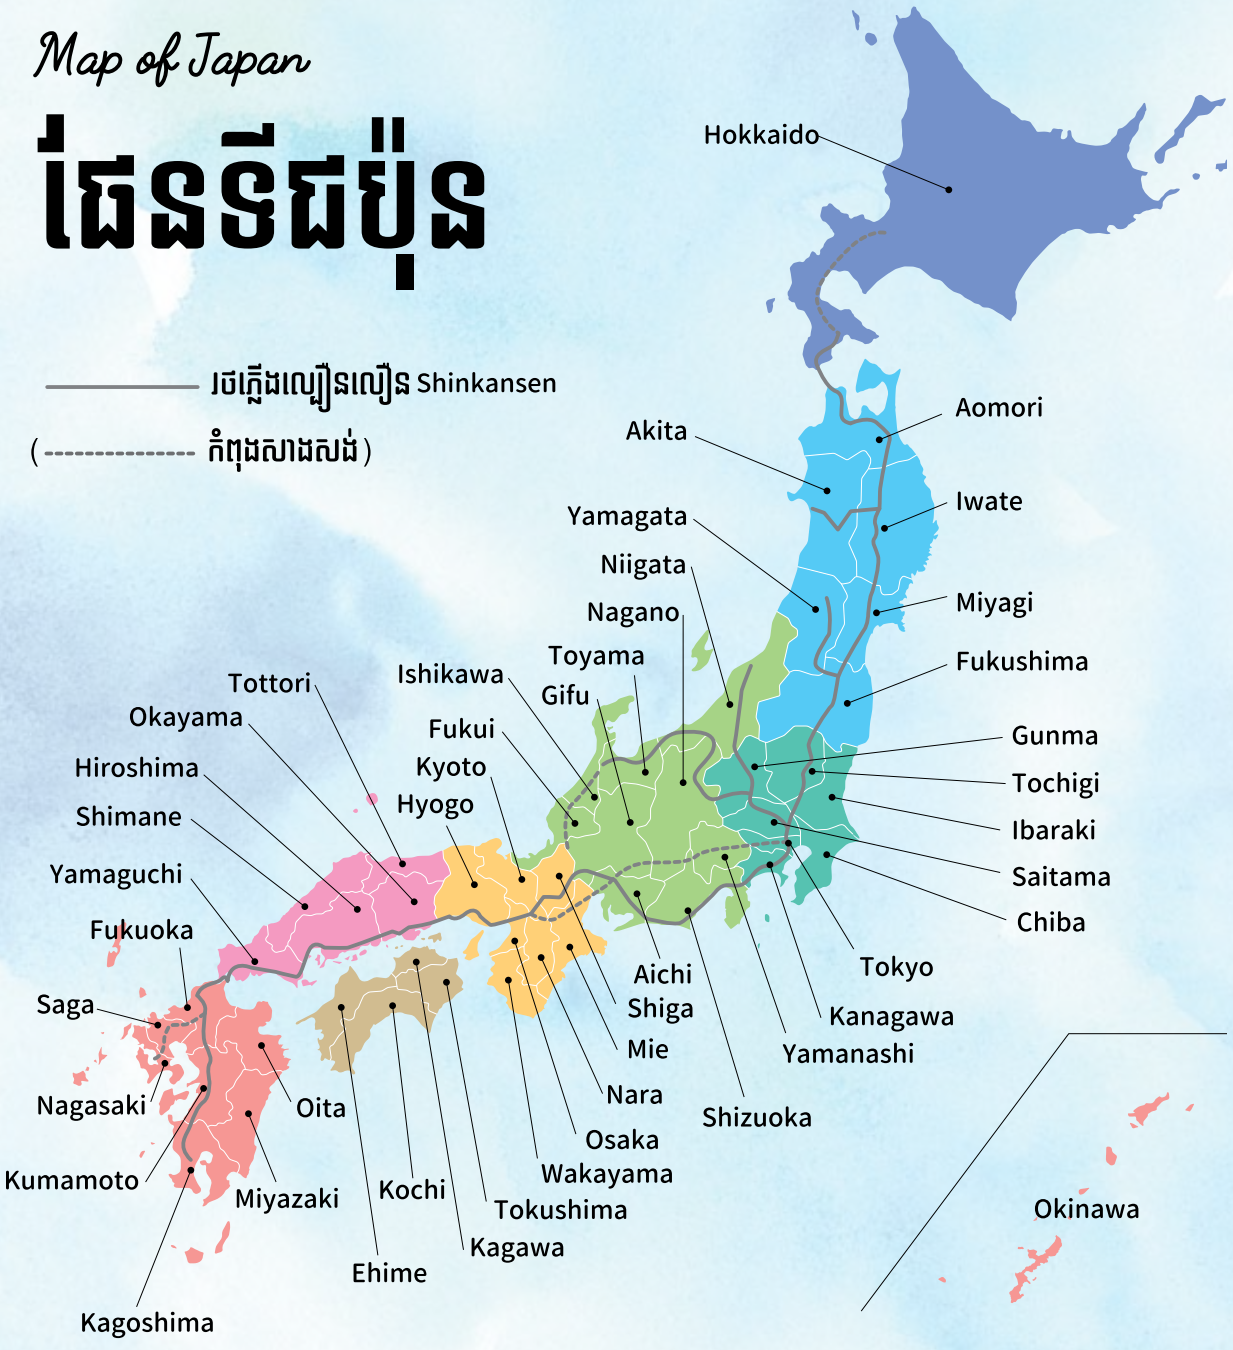 Map of Japan
ផែនទីជប៉ុន
រថភ្លើងល្បឿនលឿន Shinkansen
( កំពុងសាងសង់ )
Hokkaido
Aomori
Akita
Iwate
Yamagata
Niigata
Miyagi
Nagano
Toyama
Fukushima
Ishikawa
Tottori
Gifu
Okayama
Fukui
Gunma
Kyoto
Hiroshima
Tochigi
Hyogo
Shimane
Ibaraki
Yamaguchi
Saitama
Chiba
Fukuoka
Tokyo
Aichi
Saga
Shiga
Kanagawa
Mie
Yamanashi
Nara
Nagasaki
Oita
Shizuoka
Osaka
Wakayama
Kumamoto
Kochi
Miyazaki
Tokushima
Okinawa
Kagawa
Ehime
Kagoshima